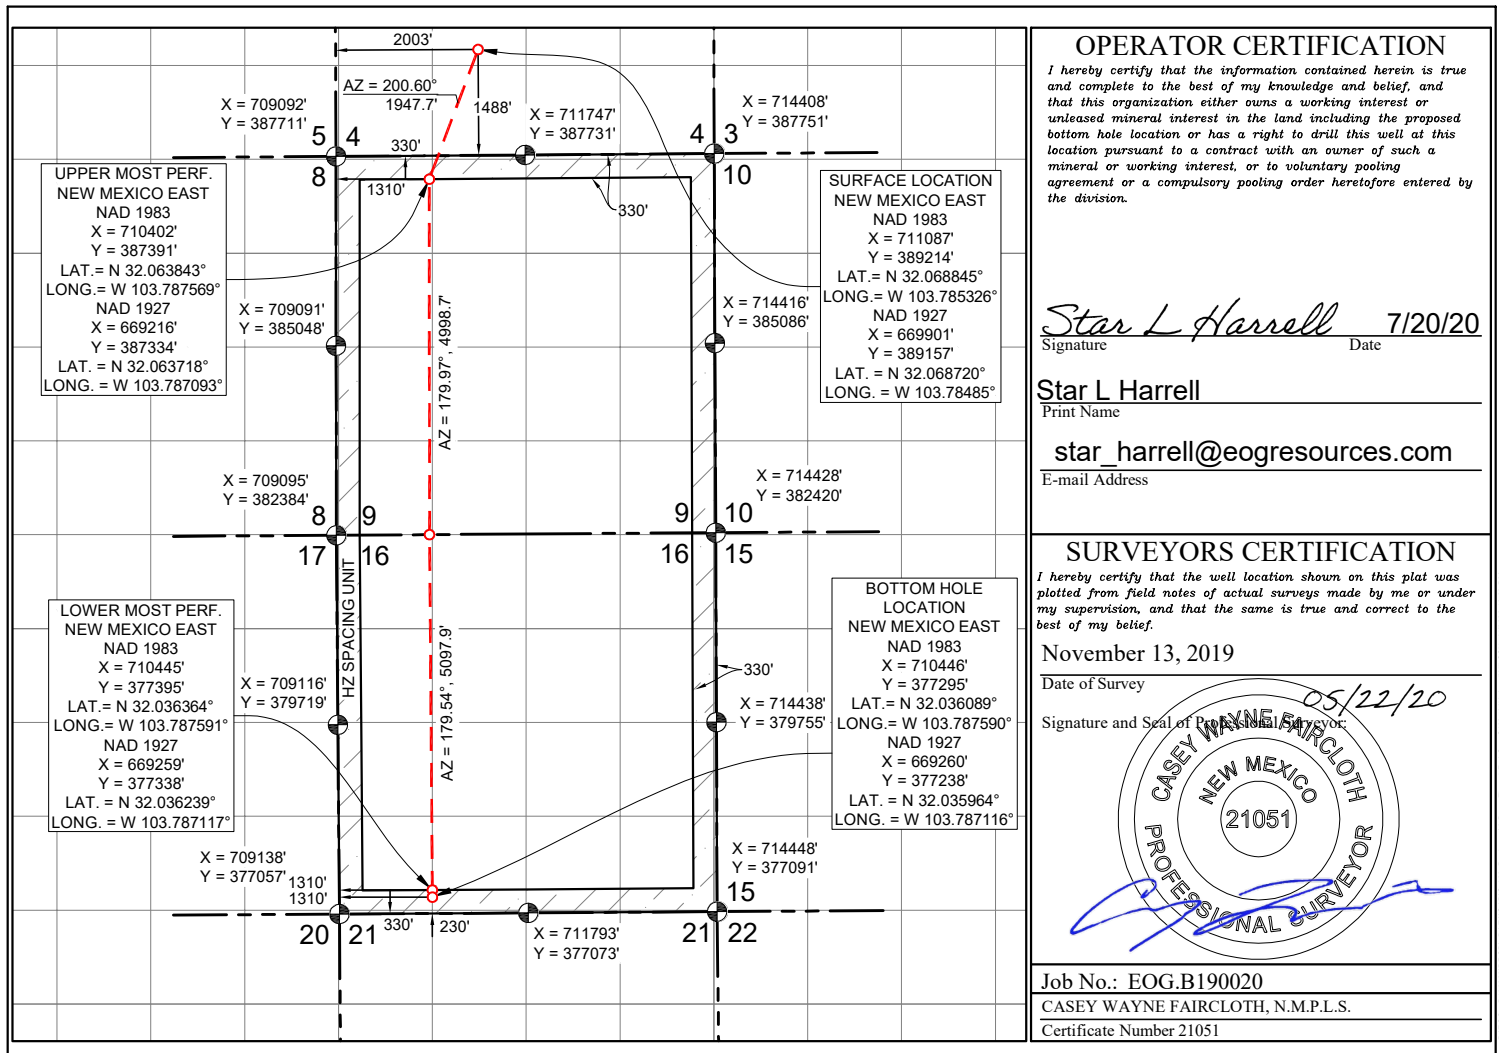 2003'
AZ = 200.60°
1947.7'
1488'
X = 709092'
Y = 387711'
X = 711747'
Y = 387731'
X = 714408'
Y = 387751'
5 4
4 3
8
10
330'
1310'
330'
UPPER MOST PERF.
NEW MEXICO EAST
NAD 1983
X = 710402'
Y = 387391'
LAT.= N 32.063843°
LONG.= W 103.787569°
NAD 1927
X = 669216'
Y = 387334'
LAT. = N 32.063718°
LONG. = W 103.787093°
SURFACE LOCATION
NEW MEXICO EAST
NAD 1983
X = 711087'
Y = 389214'
LAT.= N 32.068845°
LONG.= W 103.785326°
NAD 1927
X = 669901'
Y = 389157'
LAT. = N 32.068720°
LONG. = W 103.78485°
X = 709091'
Y = 385048'
X = 714416'
Y = 385086'
AZ = 179.97°, 4998.7'
X = 709095'
Y = 382384'
X = 714428'
Y = 382420'
8 9
9 10
17 16
16 15
HZ SPACING UNIT
LOWER MOST PERF.
NEW MEXICO EAST
NAD 1983
X = 710445'
Y = 377395'
LAT.= N 32.036364°
LONG.= W 103.787591°
NAD 1927
X = 669259'
Y = 377338'
LAT. = N 32.036239°
LONG. = W 103.787117°
BOTTOM HOLE
LOCATION
NEW MEXICO EAST
NAD 1983
X = 710446'
Y = 377295'
LAT.= N 32.036089°
LONG.= W 103.787590°
NAD 1927
X = 669260'
Y = 377238'
LAT. = N 32.035964°
LONG. = W 103.787116°
X = 709116'
Y = 379719'
330'
X = 714438'
Y = 379755'
AZ = 179.54°, 5097.9'
X = 709138'
Y = 377057'
1310'
1310'
X = 714448'
Y = 377091'
15
20 21
330'
230'
X = 711793'
Y = 377073'
21 22
OPERATOR CERTIFICATION
I hereby certify that the information contained herein is true
and complete to the best of my knowledge and belief, and
that this organization either owns a working interest or
unleased mineral interest in the land including the proposed
bottom hole location or has a right to drill this well at this
location pursuant to a contract with an owner of such a
mineral or working interest, or to voluntary pooling
agreement or a compulsory pooling order heretofore entered by
the division.
Star L Harrell 7/20/20
Signature Date
Star L Harrell
Print Name
star_harrell@eogresources.com
E-mail Address
SURVEYORS CERTIFICATION
I hereby certify that the well location shown on this plat was
plotted from field notes of actual surveys made by me or under
my supervision, and that the same is true and correct to the
best of my belief.
November 13, 2019
Date of Survey
05/22/20
Signature and Seal of Professional Surveyor:
CASEY WAYNE FAIRCLOTH
NEW MEXICO
21051
PROFESSIONAL SURVEYOR
Job No.: EOG.B190020
CASEY WAYNE FAIRCLOTH, N.M.P.L.S.
Certificate Number 21051